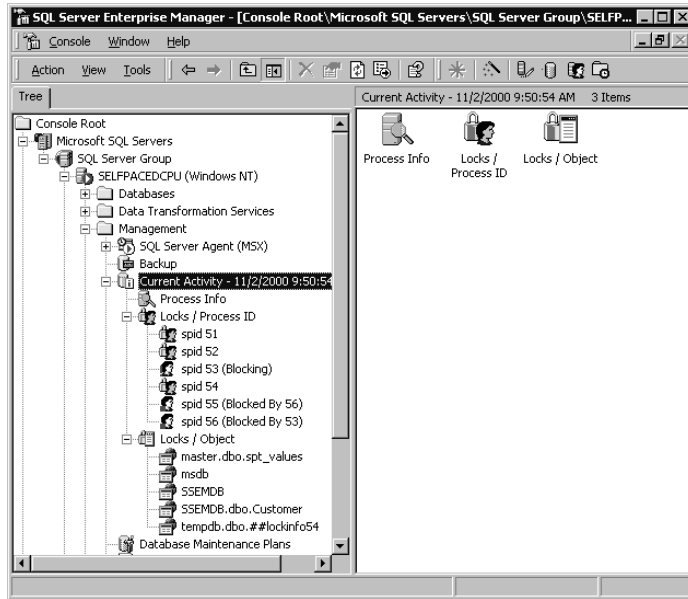 SQL Server Enterprise Manager - [Console Root\Microsoft SQL Servers\SQL Server Group\SELFP...
Console Window Help
Action View Tools
Tree
Current Activity - 11/2/2000 9:50:54 AM 3 Items
Console Root
Microsoft SQL Servers
SQL Server Group
SELFPACEDCPU (Windows NT)
Databases
Data Transformation Services
Management
SQL Server Agent (MSX)
Backup
Current Activity - 11/2/2000 9:50:54
Process Info
Locks / Process ID
spid 51
spid 52
spid 53 (Blocking)
spid 54
spid 55 (Blocked By 56)
spid 56 (Blocked By 53)
Locks / Object
master.dbo.spt_values
msdb
SSEMDB
SSEMDB.dbo.Customer
tempdb.dbo.##lockinfo54
Database Maintenance Plans
Process Info
Locks /
Process ID
Locks / Object